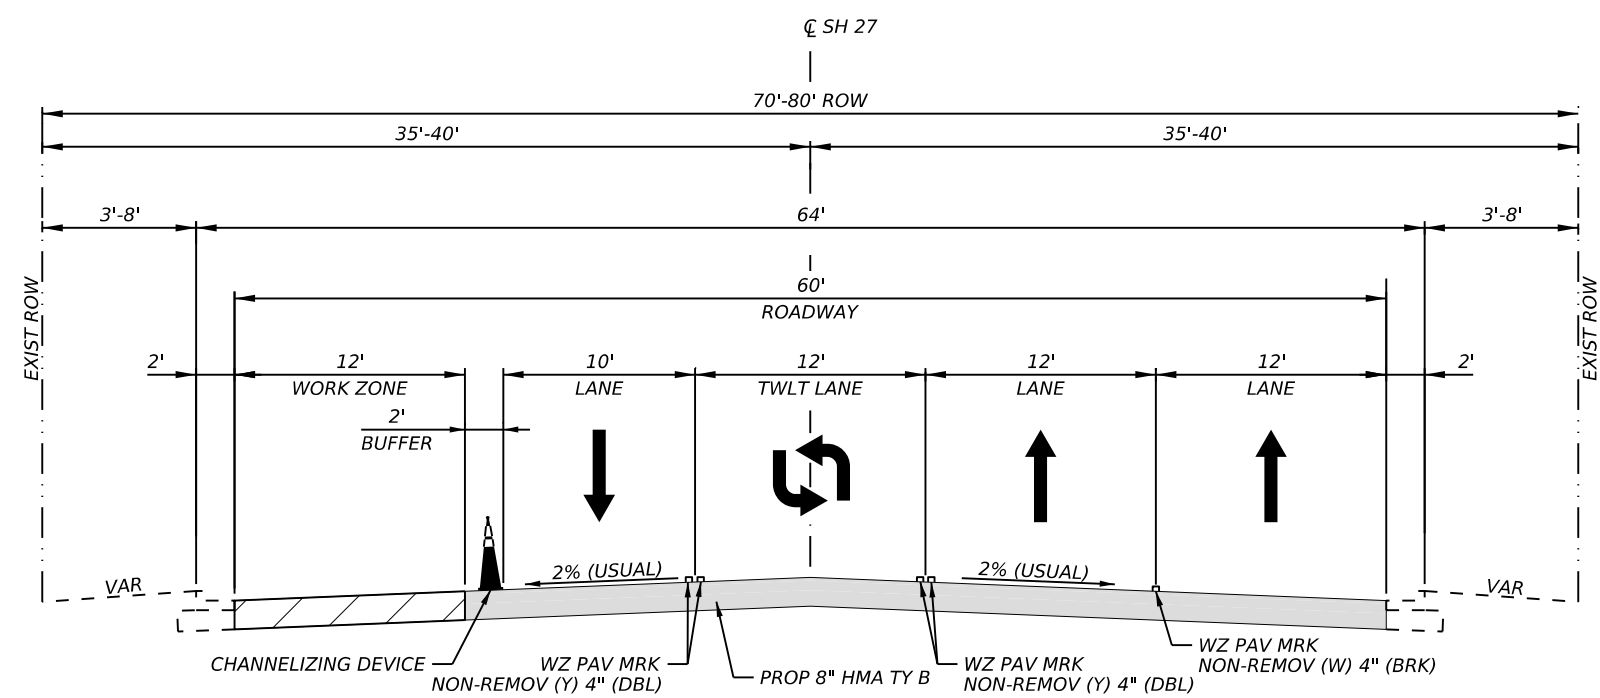 ℄ SH 27
70'-80' ROW
35'-40'
35'-40'
3'-8'
64'
3'-8'
60'
ROADWAY
EXIST ROW
EXIST ROW
2'
12'
10'
12'
12'
12'
2'
WORK ZONE
LANE
TWLT LANE
LANE
LANE
2'
BUFFER
2% (USUAL)
2% (USUAL)
VAR
VAR
CHANNELIZING DEVICE
WZ PAV MRK
NON-REMOV (Y) 4" (DBL)
PROP 8" HMA TY B
WZ PAV MRK
NON-REMOV (Y) 4" (DBL)
WZ PAV MRK
NON-REMOV (W) 4" (BRK)